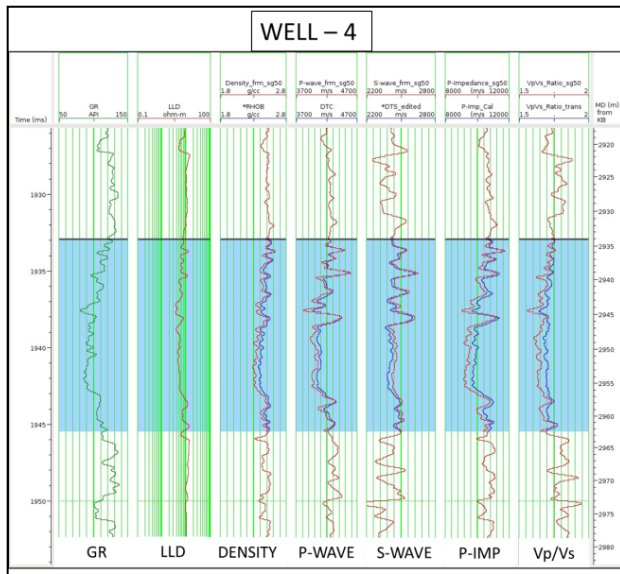 WELL – 4
Density_frm_sg50 P-wave_frm_sg50 S-wave_frm_sg50 P-Impedance_sg50 VpVs_Ratio_sg50
1.8 g/cc 2.8 3700 m/s 4700 2200 m/s 2800 8000 m/s 12000 1.5 2
GR LLD *RHOB DTC *DTS_edited P-Imp_Cal VpVs_Ratio_trans MD (m)
Time (ms) 50 API 150 0.1 ohm-m 100 1.8 g/cc 2.8 3700 m/s 4700 2200 m/s 2800 8000 m/s 12000 1.5 2 from
KB
2920
2925
1930 2930
2935
1935 2940
2945
1940 2950
2955
2960
1945 2965
2970
1950 2975
2980
GR LLD DENSITY P-WAVE S-WAVE P-IMP Vp/Vs